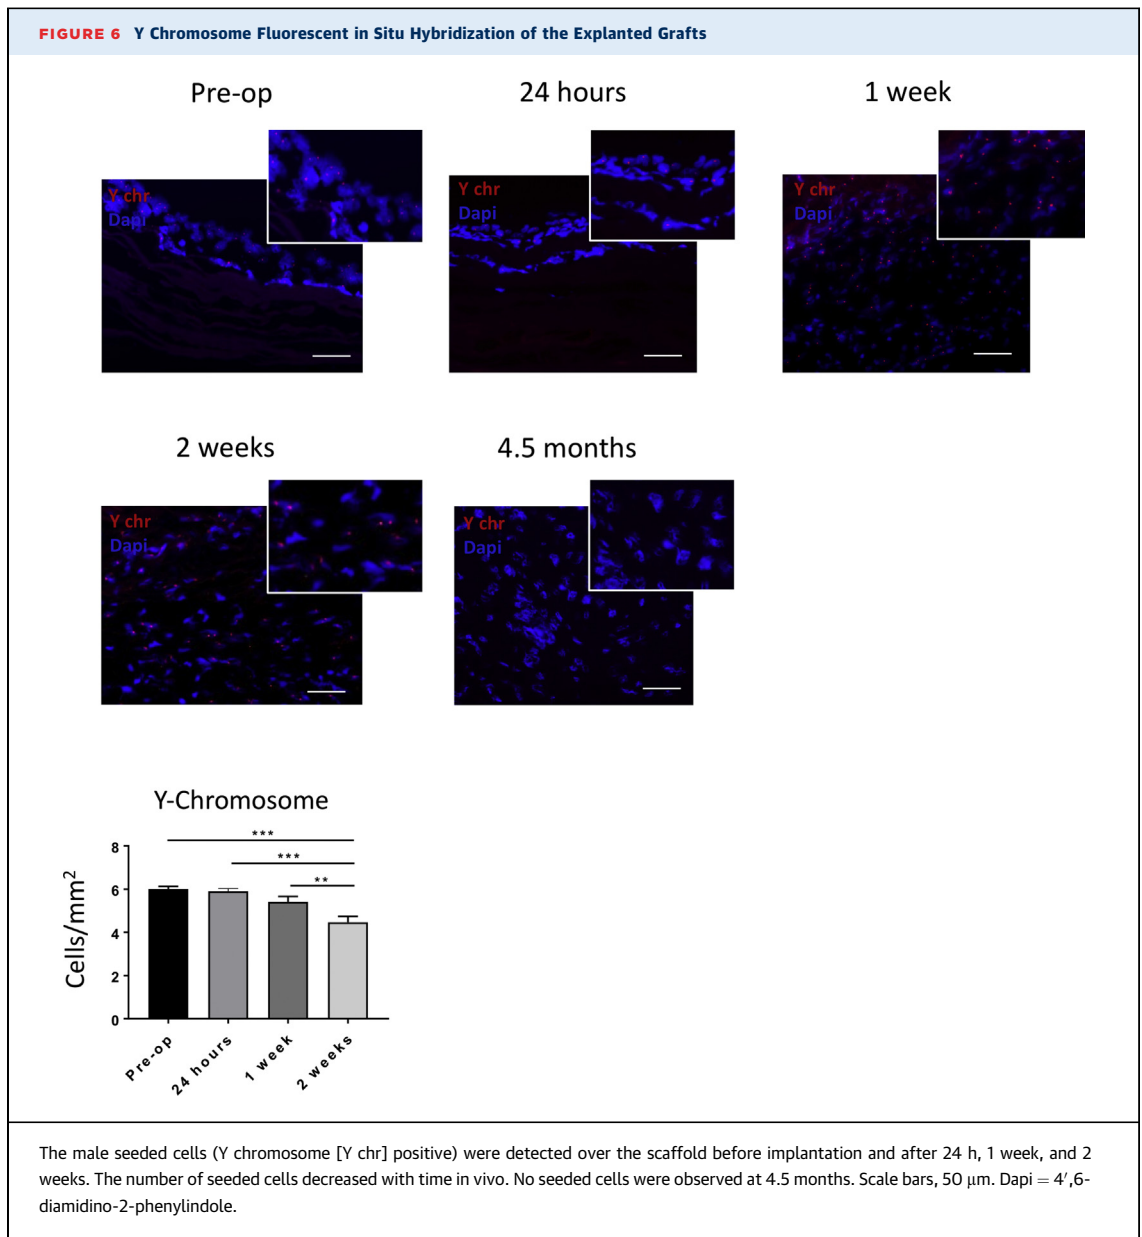 FIGURE 6 Y Chromosome Fluorescent in Situ Hybridization of the Explanted Grafts
Pre-op
24 hours
1 week
Y chr
Dapi
Y chr
Dapi
Y chr
Dapi
2 weeks
4.5 months
Y chr
Dapi
Y chr
Dapi
Y-Chromosome
Cells/mm²
8
6
4
2
0
***
***
**
Pre-op
24 hours
1 week
2 weeks
The male seeded cells (Y chromosome [Y chr] positive) were detected over the scaffold before implantation and after 24 h, 1 week, and 2
weeks. The number of seeded cells decreased with time in vivo. No seeded cells were observed at 4.5 months. Scale bars, 50 μm. Dapi = 4′,6-
diamidino-2-phenylindole.